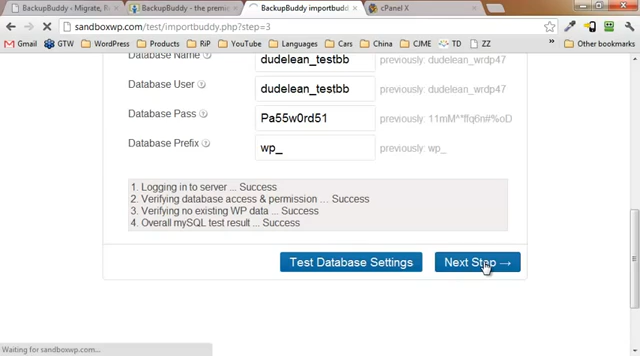 BackupBuddy - Migrate, R
BackupBuddy - the premi
BackupBuddy importbudd
cPanel X
sandboxwp.com/test/importbuddy.php?step=3
Gmail GTW WordPress Products YouTube Languages Cars CJME TD ZZ Other bookmarks
Database Name dudelean_testbb previously: dudelean_wrdp47
Database User dudelean_testbb previously: dudelean_wrdp47
Database Pass Pa55w0rd51 previously: 11mM^*ffq6n#%oD
Database Prefix wp_ previously: wp_
1. Logging in to server ... Success
2. Verifying database access & permission ... Success
3. Verifying no existing WP data ... Success
4. Overall mySQL test result ... Success
Test Database Settings Next Step →
Waiting for sandboxwp.com...